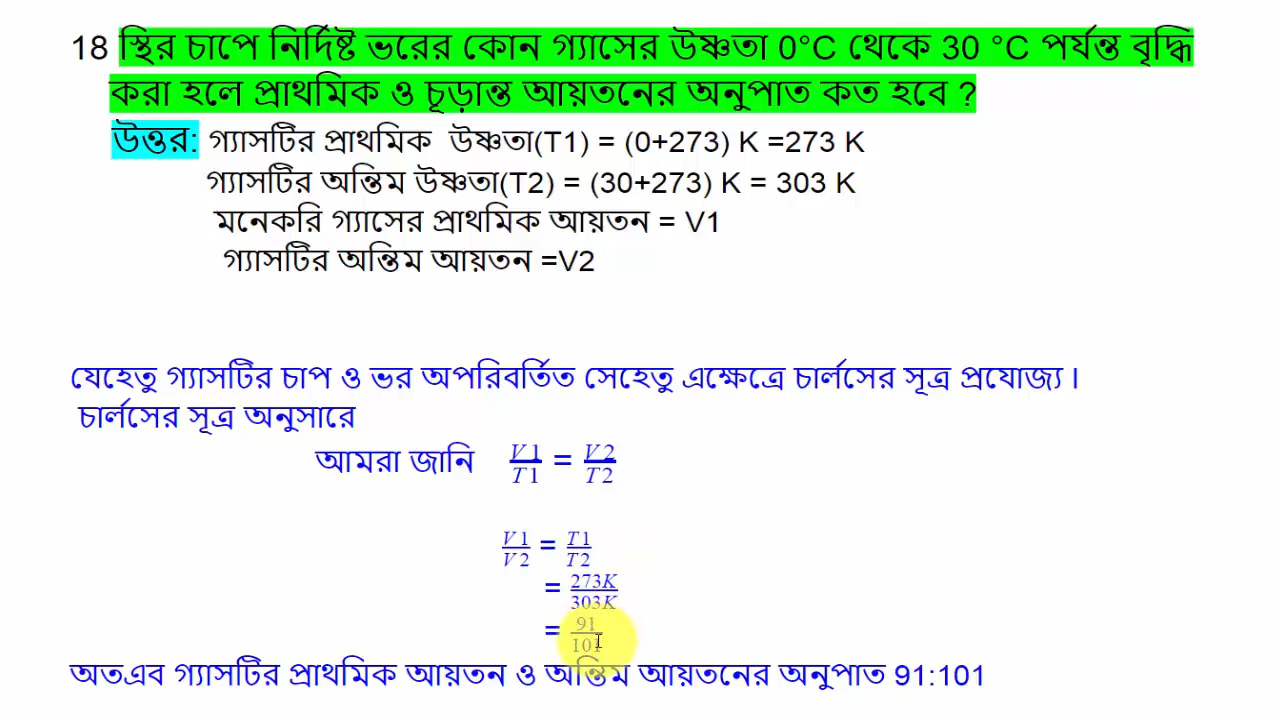 18 স্থির চাপে নির্দিষ্ট ভরের কোন গ্যাসের উষ্ণতা 0°C থেকে 30 °C পর্যন্ত বৃদ্ধি
করা হলে প্রাথমিক ও চূড়ান্ত আয়তনের অনুপাত কত হবে ?
উত্তর: গ্যাসটির প্রাথমিক উষ্ণতা(T1) = (0+273) K =273 K
গ্যাসটির অন্তিম উষ্ণতা(T2) = (30+273) K = 303 K
মনেকরি গ্যাসের প্রাথমিক আয়তন = V1
গ্যাসটির অন্তিম আয়তন =V2
যেহেতু গ্যাসটির চাপ ও ভর অপরিবর্তিত সেহেতু এক্ষেত্রে চার্লসের সূত্র প্রযোজ্য ।
চার্লসের সূত্র অনুসারে
আমরা জানি V1/T1 = V2/T2
V1/V2 = T1/T2
= 273K/303K
= 91/101
অতএব গ্যাসটির প্রাথমিক আয়তন ও অন্তিম আয়তনের অনুপাত 91:101